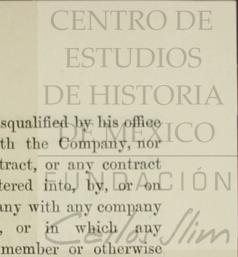 CENTRO DE
ESTUDIOS
DE HISTORIA
DE MÉXICO
FUNDACIÓN
Carlos Slim
squalified by his office
th the Company, nor
tract, or any contract
tered into, by, or on
any with any company
, or in which any
member or otherwise